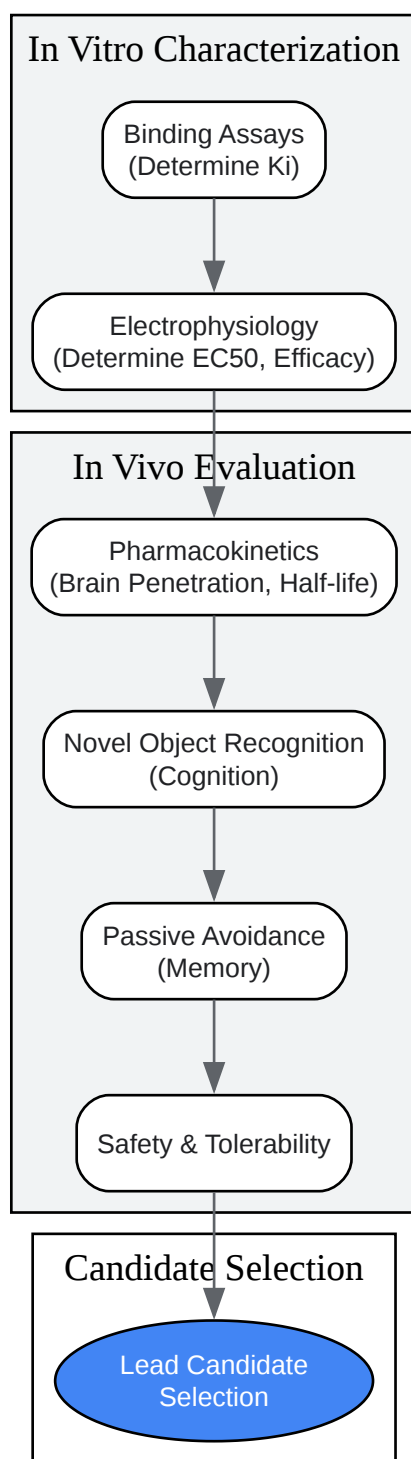 In Vitro Characterization
Binding Assays
(Determine Ki)
Electrophysiology
(Determine EC50, Efficacy)
In Vivo Evaluation
Pharmacokinetics
(Brain Penetration, Half-life)
Novel Object Recognition
(Cognition)
Passive Avoidance
(Memory)
Safety & Tolerability
Candidate Selection
Lead Candidate
Selection